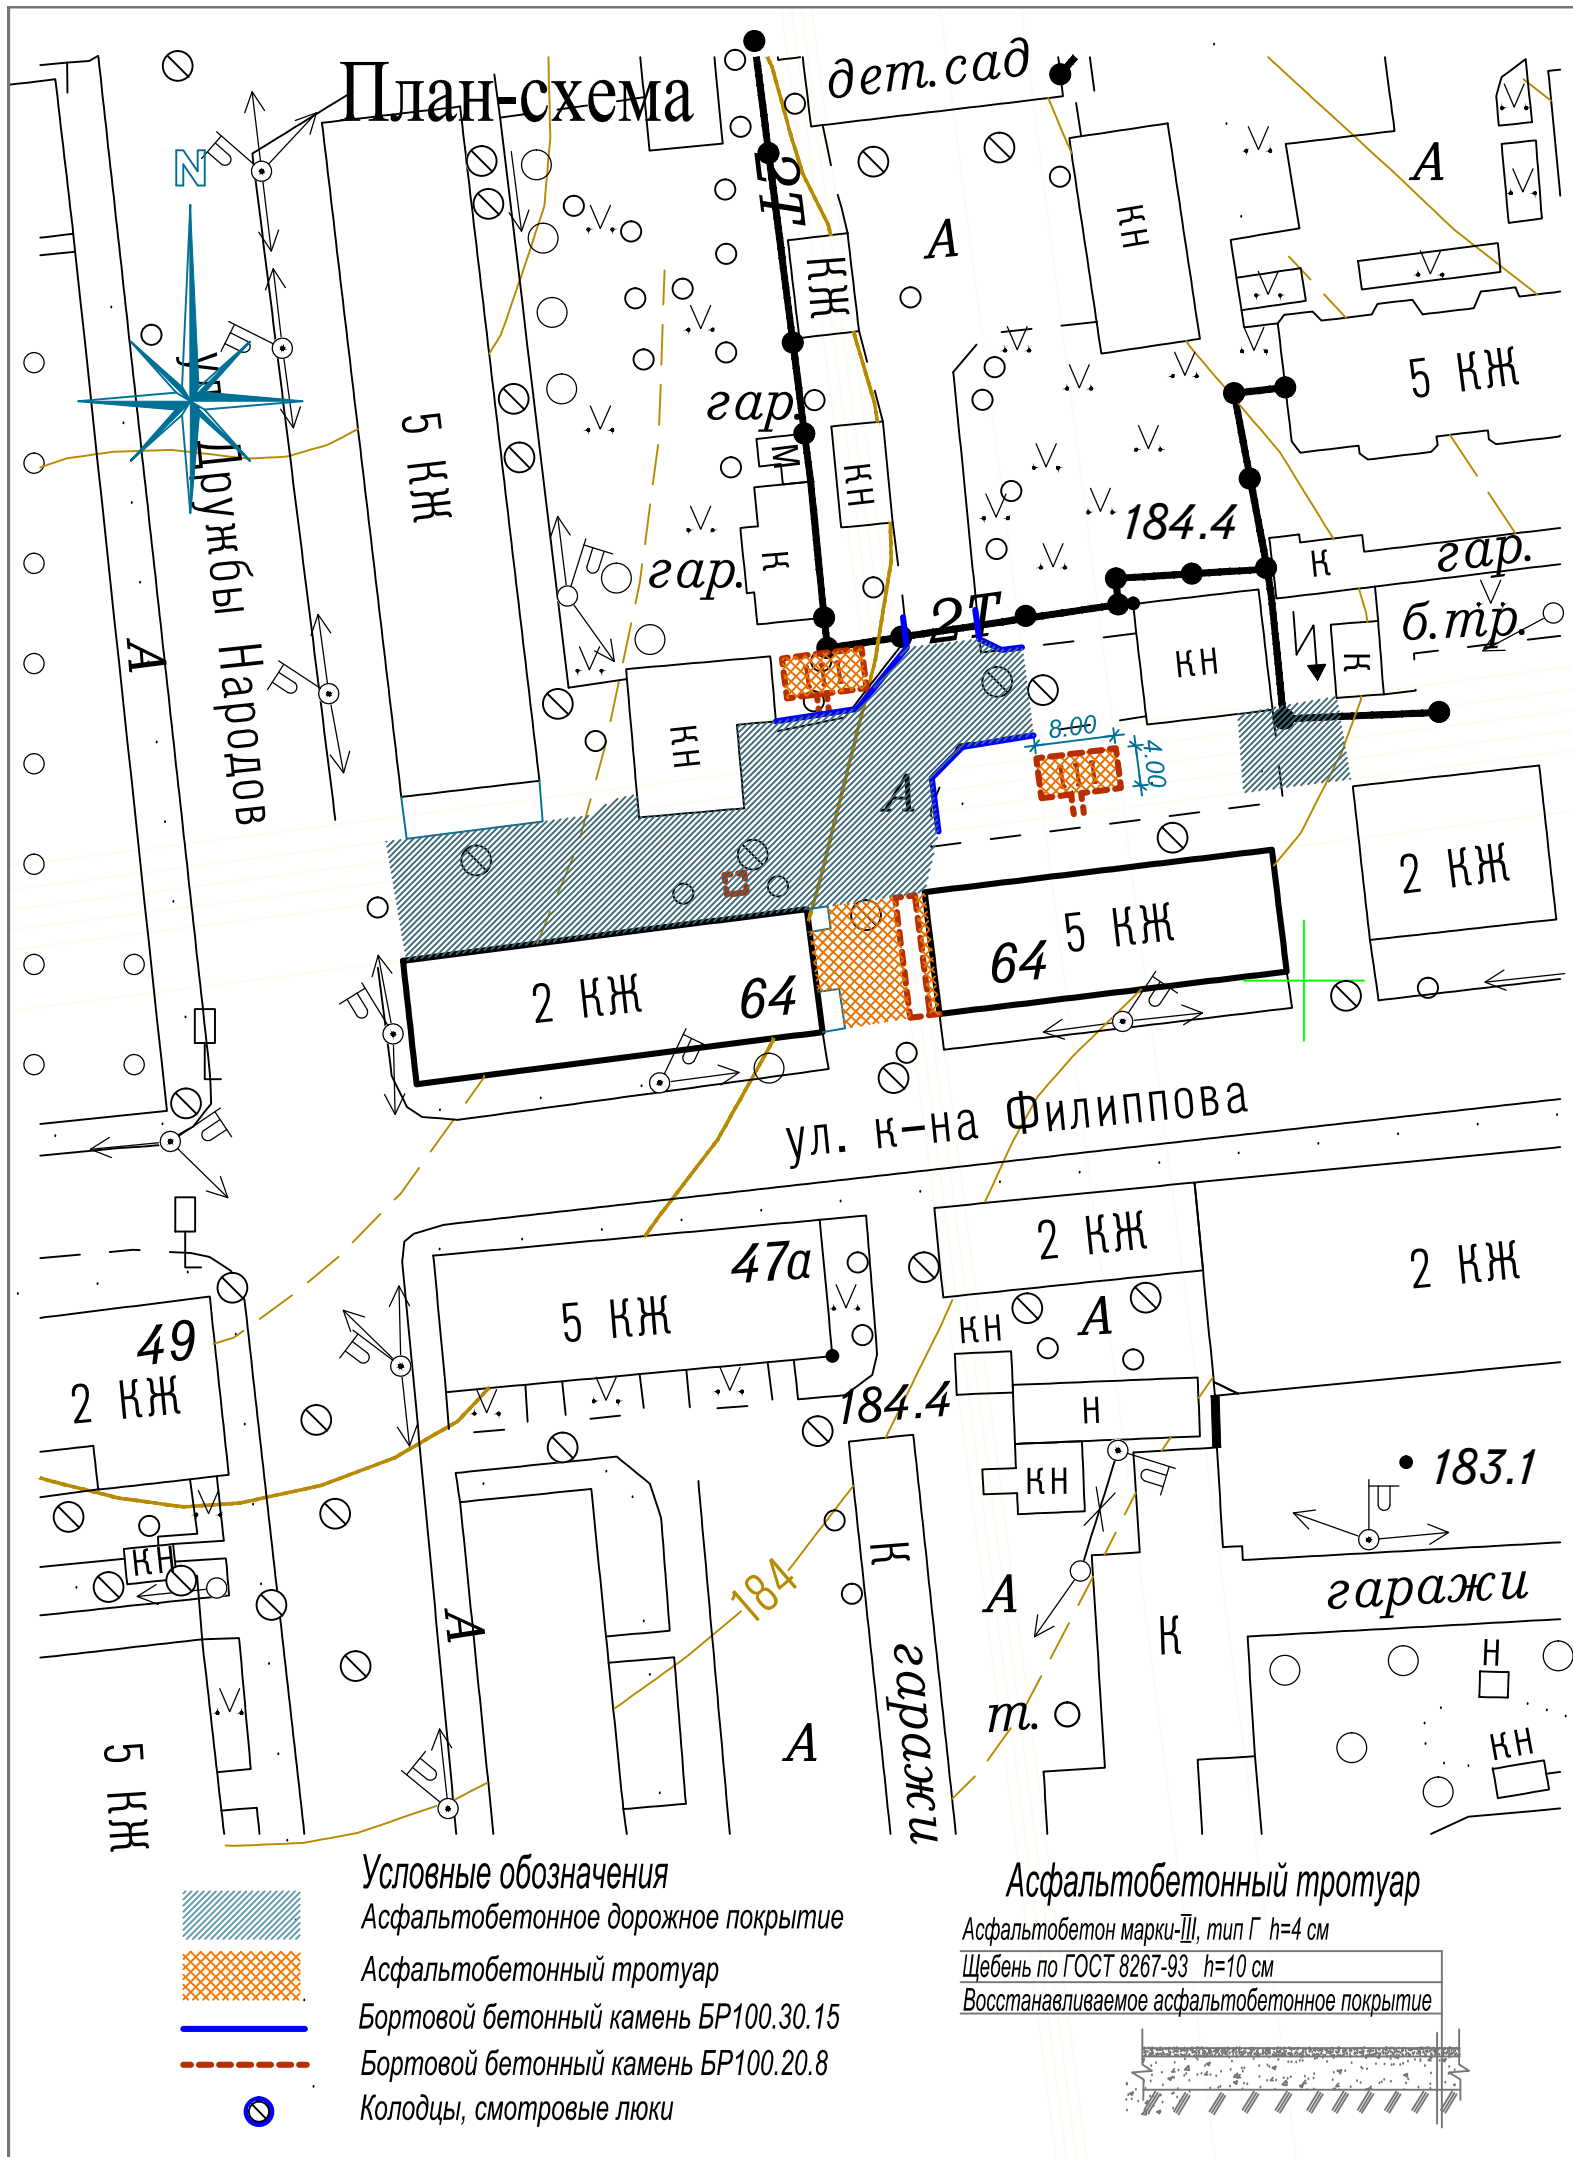 План-схема
дет.сад
N
А
2Т
А
КН
КЖ
5 КЖ
ул. Дружбы Народов
5 КЖ
гар.
М
КН
184.4
К
гар.
К
гар.
б.тр.
2Т
КН
К
А
КН
8.00
4.00
А
2 КЖ
5 КЖ
64
2 КЖ
64
ул. к-на Филиппова
2 КЖ
47а
2 КЖ
5 КЖ
49
2 КЖ
КН
А
184.4
Н
КН
183.1
КН
К
184
А
гаражи
К
А
гаражи
Н
т.
А
КН
5 КЖ
Условные обозначения
Асфальтобетонное дорожное покрытие
Асфальтобетонный тротуар
Бортовой бетонный камень БР100.30.15
Бортовой бетонный камень БР100.20.8
Колодцы, смотровые люки
Асфальтобетонный тротуар
Асфальтобетон марки-III, тип Г h=4 см
Щебень по ГОСТ 8267-93 h=10 см
Восстанавливаемое асфальтобетонное покрытие